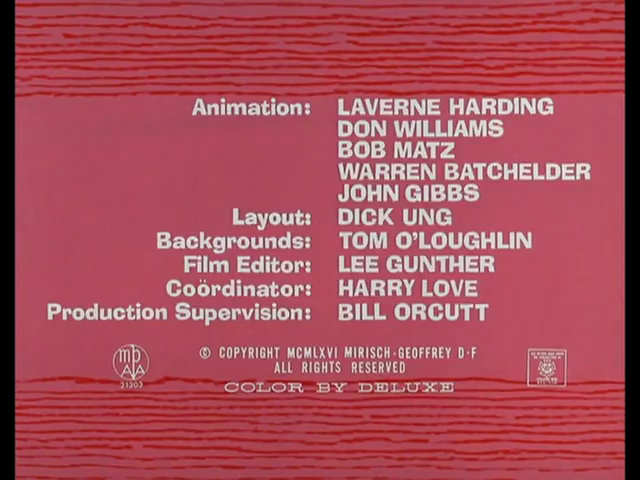 Animation: LAVERNE HARDING
DON WILLIAMS
BOB MATZ
WARREN BATCHELDER
JOHN GIBBS
Layout: DICK UNG
Backgrounds: TOM O'LOUGHLIN
Film Editor: LEE GUNTHER
Coördinator: HARRY LOVE
Production Supervision: BILL ORCUTT
© COPYRIGHT MCMLXVI MIRISCH-GEOFFREY D-F
ALL RIGHTS RESERVED
COLOR BY DELUXE
mpAA
21303